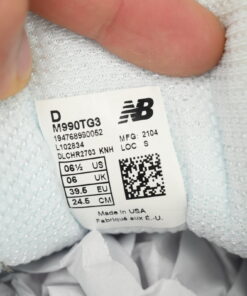 D
M990TG3
194768980052
L102834
DLCHR2703 KNH
NB
MFG: 2104
LOC S
06½ US
06 UK
39.5 EU
24.5 CM
Made in USA
Fabriqué aux É.-U.